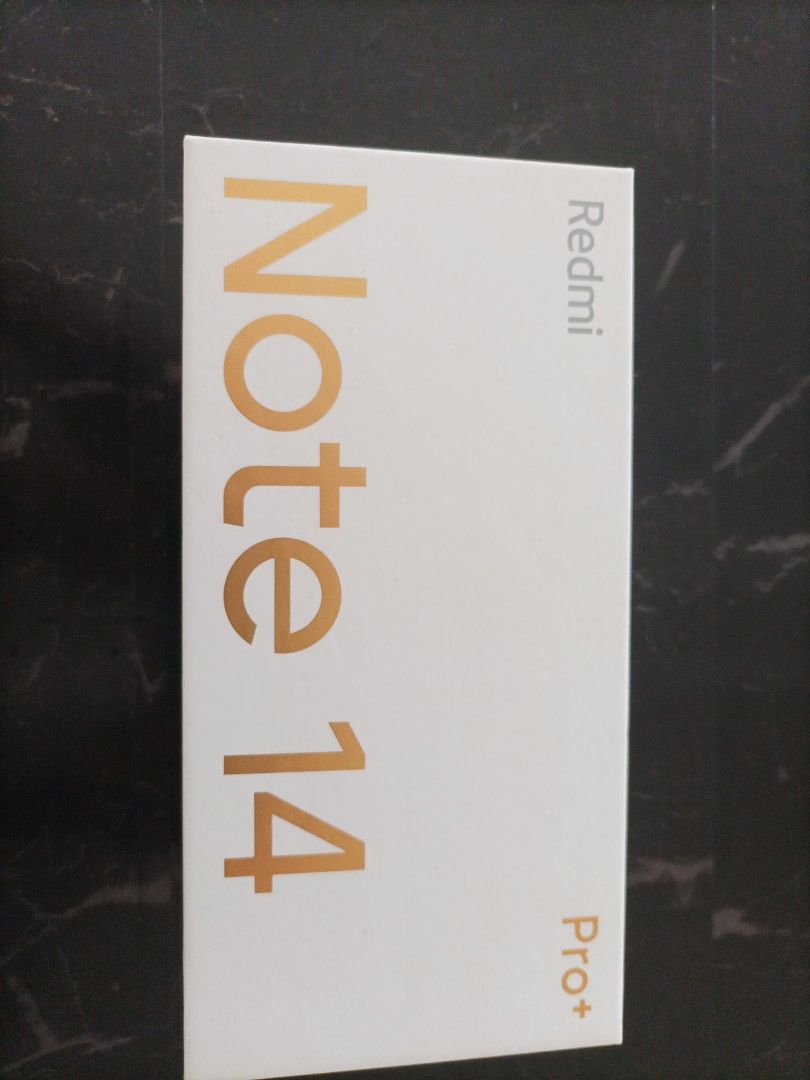 Redmi
Pro+
Note 14